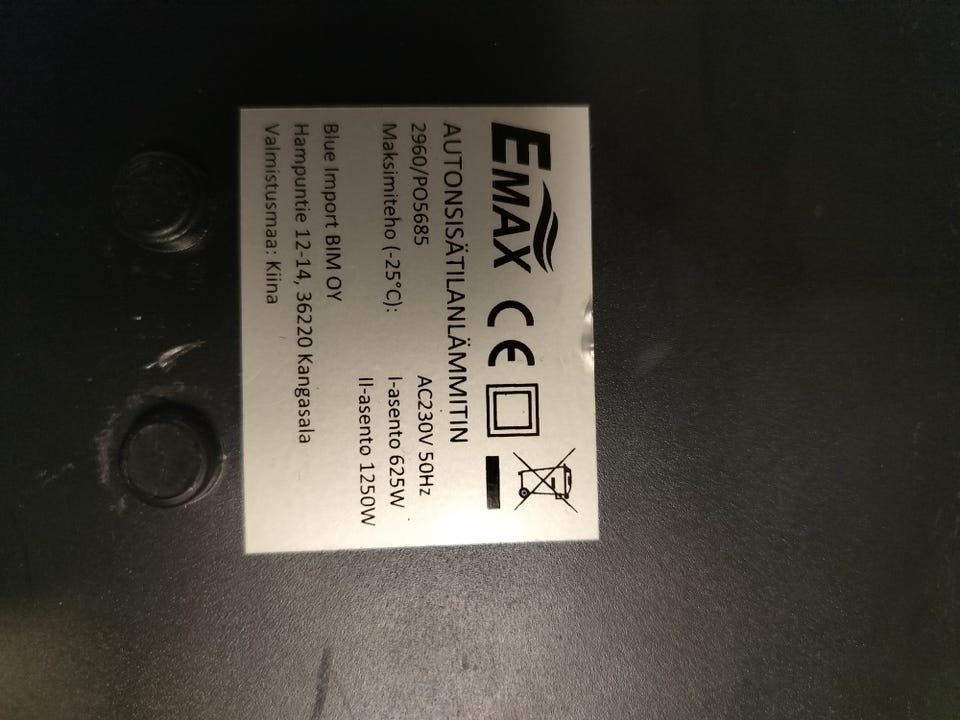 EMAX CE
AUTONSISÄTILANLÄMMITIN
2960/PO5685 AC230V 50Hz
Maksimiteho (-25°C): I-asento 625W
II-asento 1250W
Blue Import BIM OY
Hampuntie 12-14, 36220 Kangasala
Valmistusmaa: Kiina